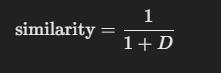 similarity = 1 / (1 + D)